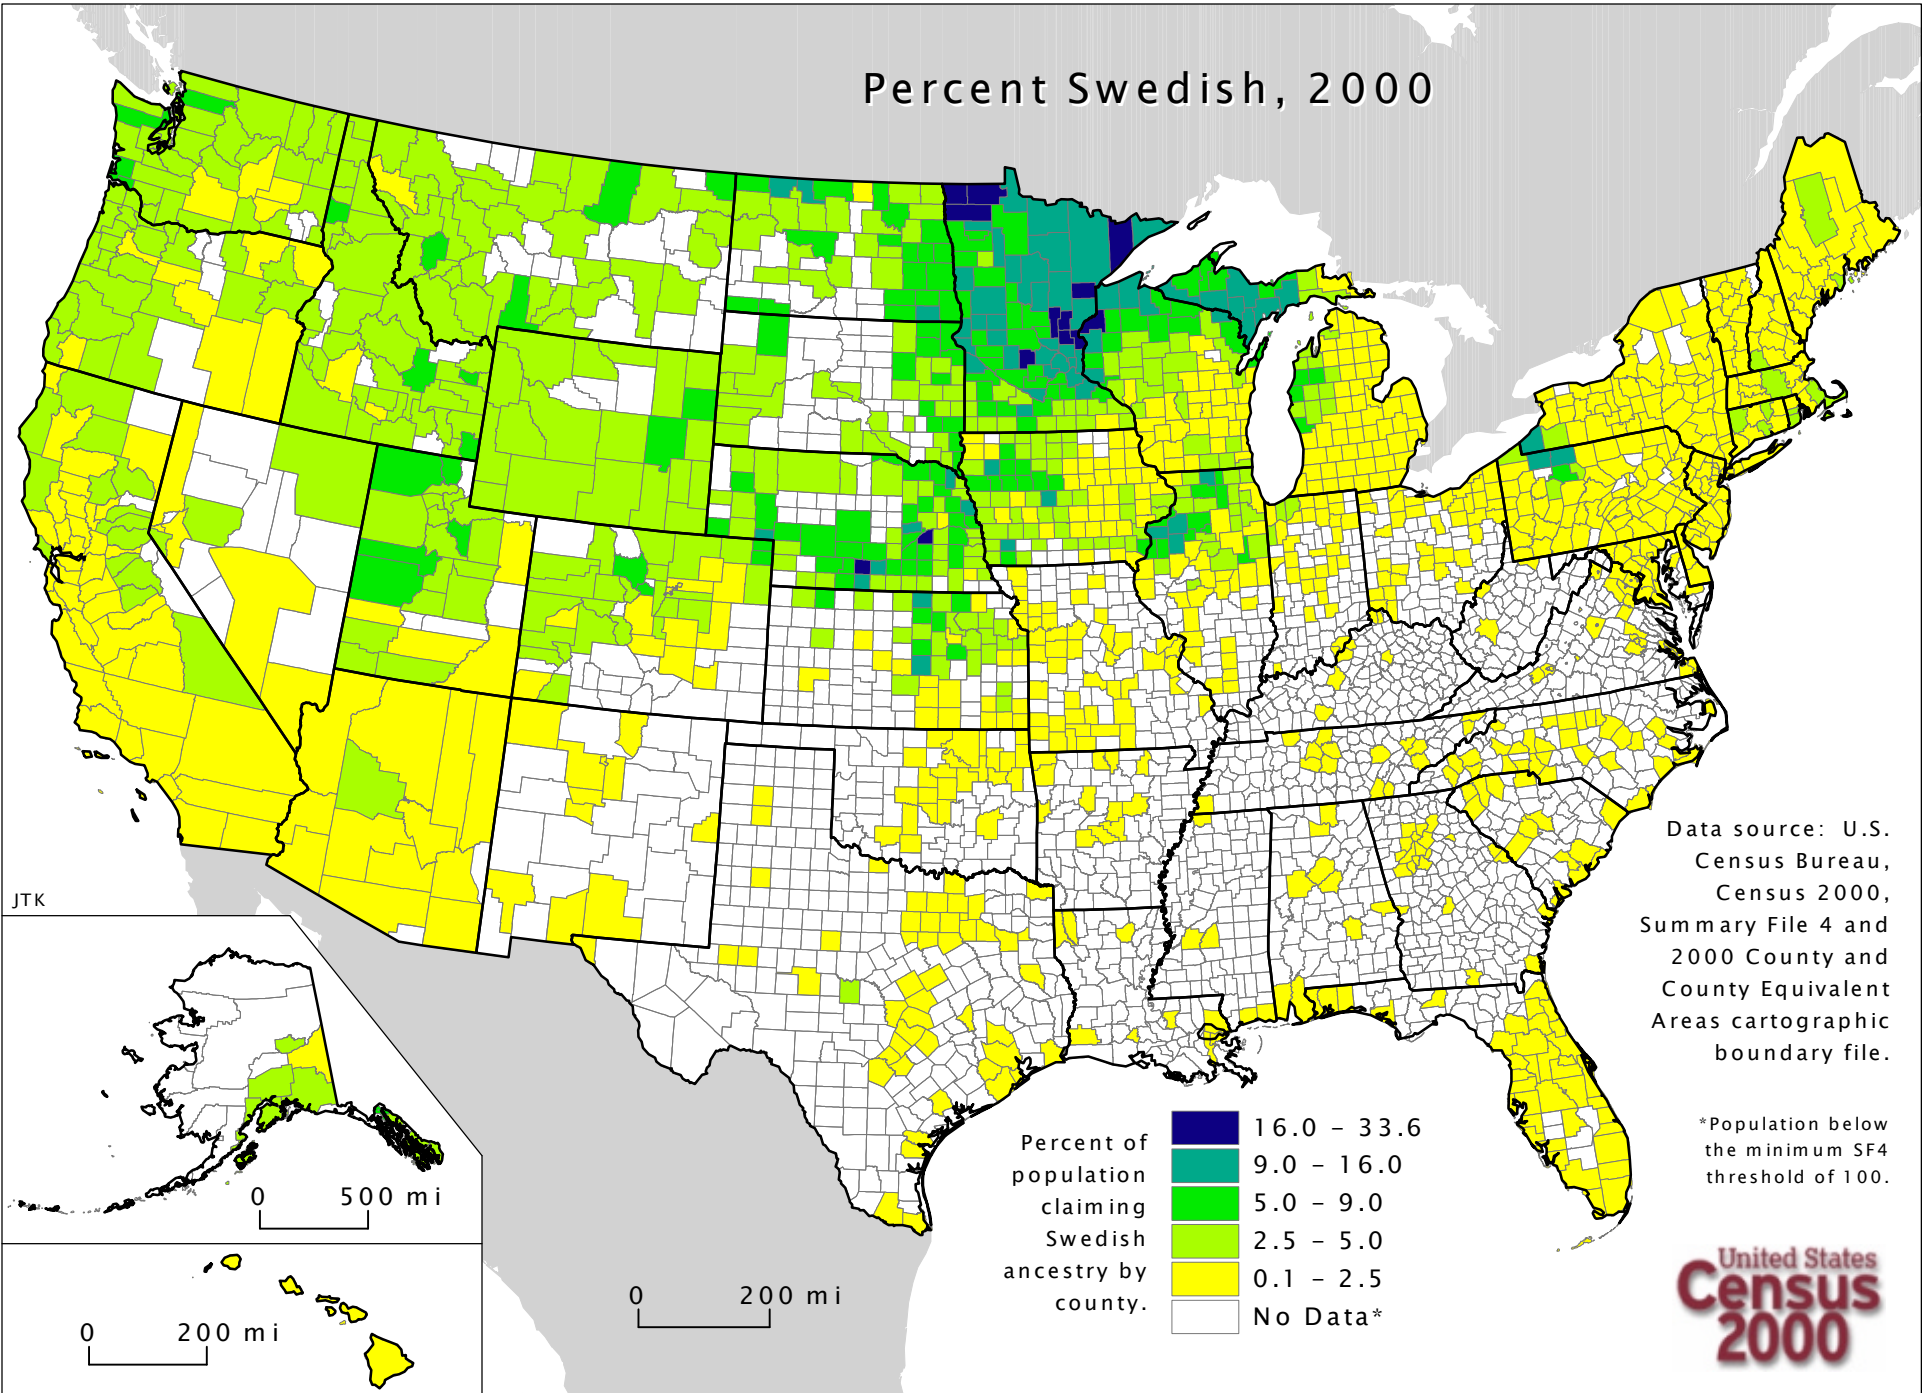 Percent Swedish, 2000
Data source: U.S.
Census Bureau,
Census 2000,
Summary File 4 and
2000 County and
County Equivalent
Areas cartographic
boundary file.
*Population below
the minimum SF4
threshold of 100.
JTK
0 500 mi
0 200 mi
0 200 mi
Percent of
population
claiming
Swedish
ancestry by
county.
16.0 – 33.6
9.0 – 16.0
5.0 – 9.0
2.5 – 5.0
0.1 – 2.5
No Data*
United States
Census
2000